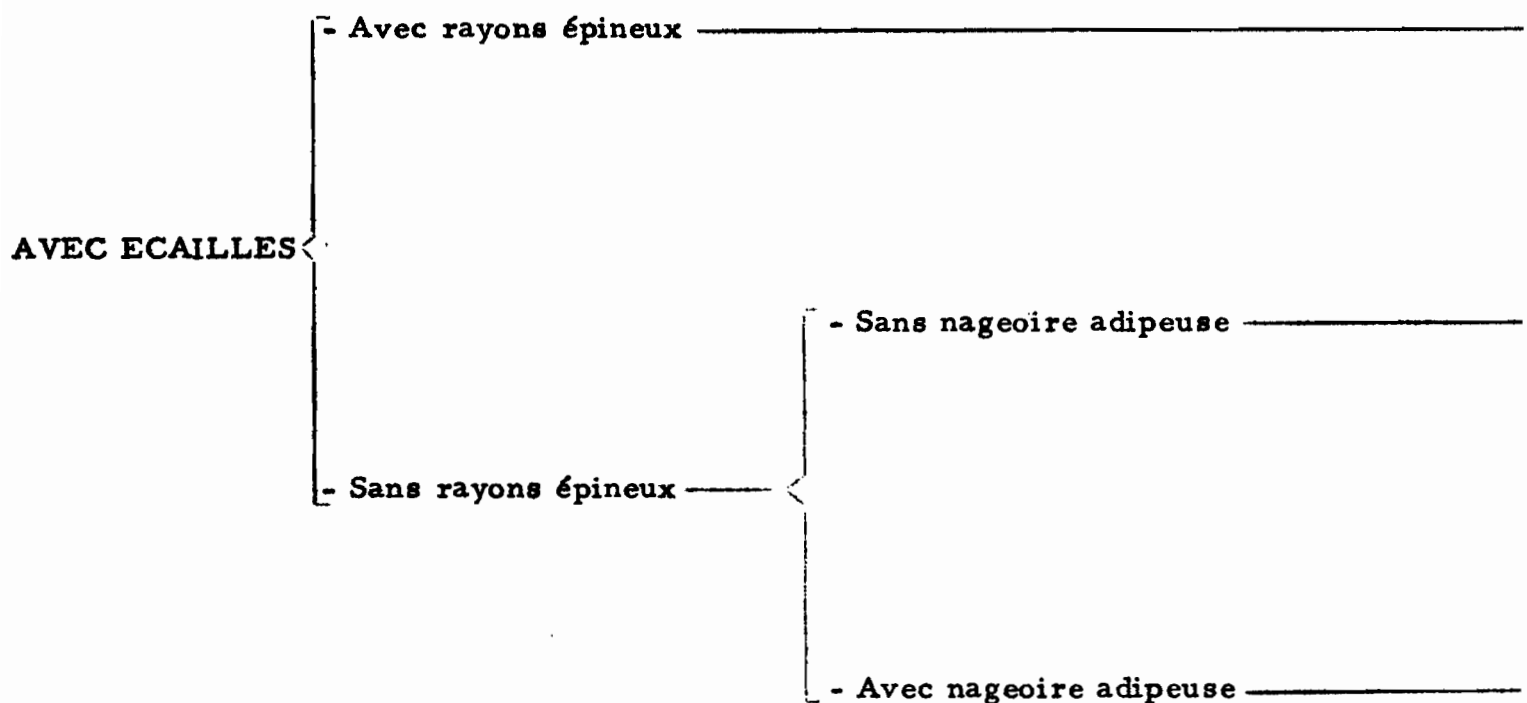 - Avec rayons épineux
AVEC ECAILLES
- Sans nageoire adipeuse
- Sans rayons épineux
- Avec nageoire adipeuse